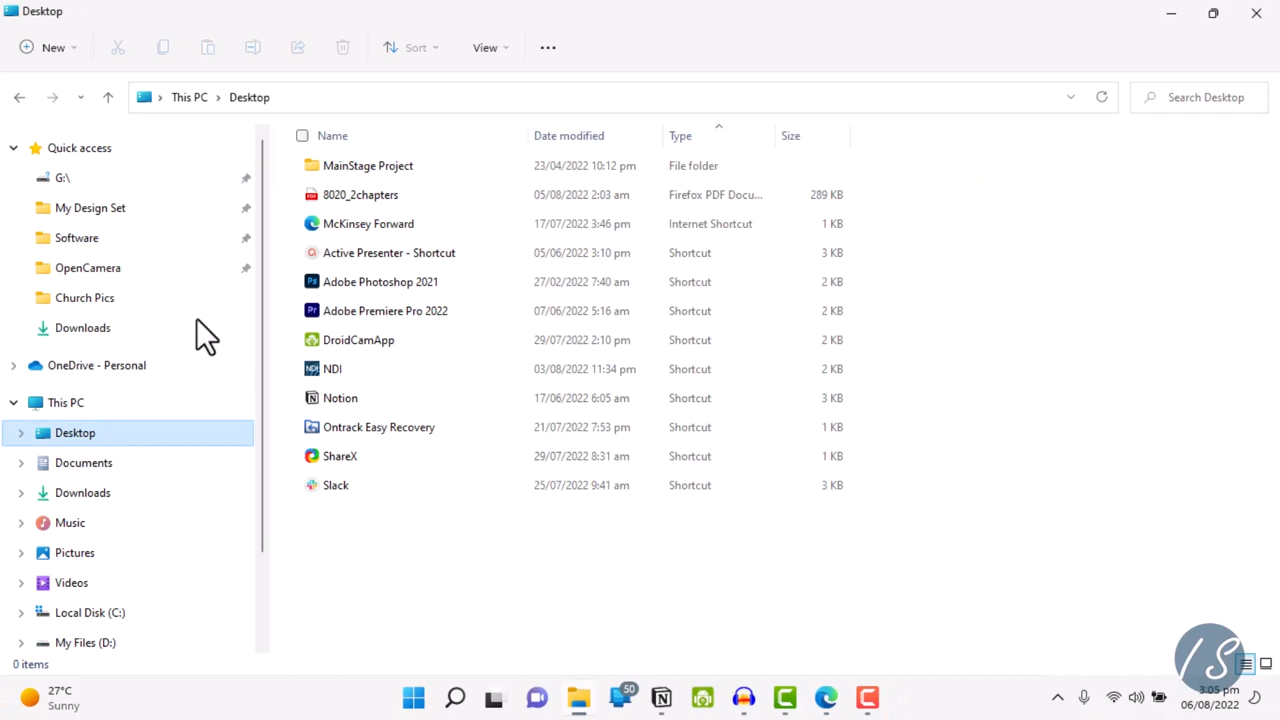 Desktop
New
Sort
View
This PC > Desktop
Search Desktop
Name Date modified Type Size
Quick access
G:\
My Design Set
Software
OpenCamera
Church Pics
Downloads
OneDrive - Personal
This PC
Desktop
Documents
Downloads
Music
Pictures
Videos
Local Disk (C:)
My Files (D:)
MainStage Project 23/04/2022 10:12 pm File folder
8020_2chapters 05/08/2022 2:03 am Firefox PDF Docu... 289 KB
McKinsey Forward 17/07/2022 3:46 pm Internet Shortcut 1 KB
Active Presenter - Shortcut 05/06/2022 3:10 pm Shortcut 3 KB
Adobe Photoshop 2021 27/02/2022 7:40 am Shortcut 2 KB
Adobe Premiere Pro 2022 07/06/2022 5:16 am Shortcut 2 KB
DroidCamApp 29/07/2022 2:10 pm Shortcut 2 KB
NDI 03/08/2022 11:34 pm Shortcut 2 KB
Notion 17/06/2022 6:05 am Shortcut 3 KB
Ontrack Easy Recovery 21/07/2022 7:53 pm Shortcut 1 KB
ShareX 29/07/2022 8:31 am Shortcut 1 KB
Slack 25/07/2022 9:41 am Shortcut 3 KB
0 items
IS
27°C
Sunny
50
3:05 pm
06/08/2022